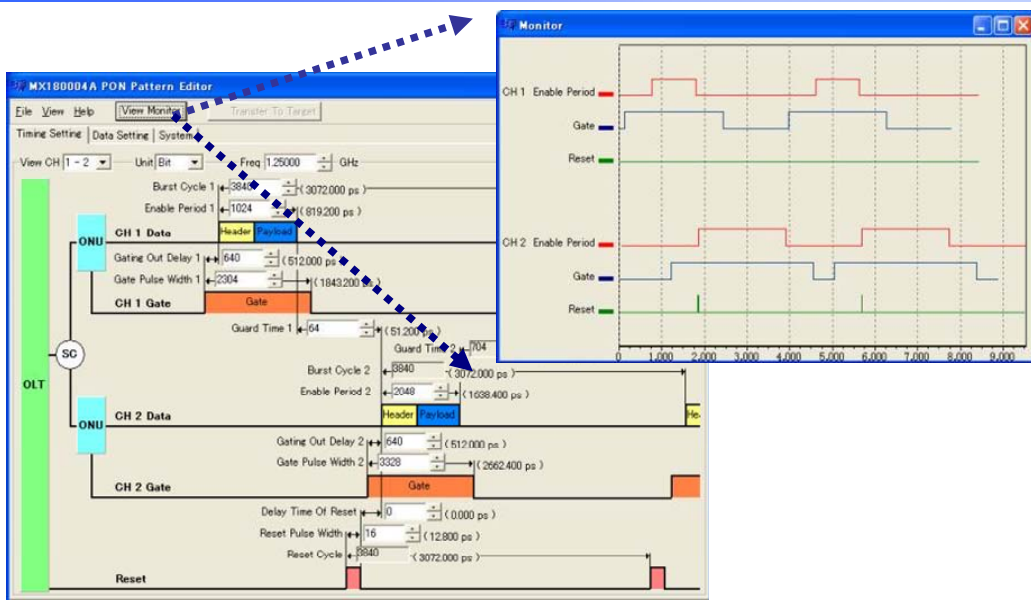 Monitor
CH 1 Enable Period
Gate
Reset
CH 2 Enable Period
Gate
Reset
0 1,000 2,000 3,000 4,000 5,000 6,000 7,000 8,000 9,000
MX180004A PON Pattern Editor
File View Help View Monitor Transfer To Target
Timing Setting Data Setting System
View CH 1 - 2 Unit Bit Freq 1.25000 GHz
Burst Cycle 1 3840 ( 3072.000 ps )
Enable Period 1 1024 ( 819.200 ps )
ONU CH 1 Data Header Payload
Gating Out Delay 1 640 ( 512.000 ps )
Gate Pulse Width 1 2304 ( 1843.200 ps )
CH 1 Gate Gate
Guard Time 1 64 ( 51.200 ps )
Guard Time 2 704
SC
Burst Cycle 2 3840 ( 3072.000 ps )
OLT
Enable Period 2 2048 ( 1638.400 ps )
ONU CH 2 Data Header Payload He
Gating Out Delay 2 640 ( 512.000 ps )
Gate Pulse Width 2 3328 ( 2662.400 ps )
CH 2 Gate Gate
Delay Time Of Reset 0 ( 0.000 ps )
Reset Pulse Width 16 ( 12.800 ps )
Reset Cycle 3840 ( 3072.000 ps )
Reset